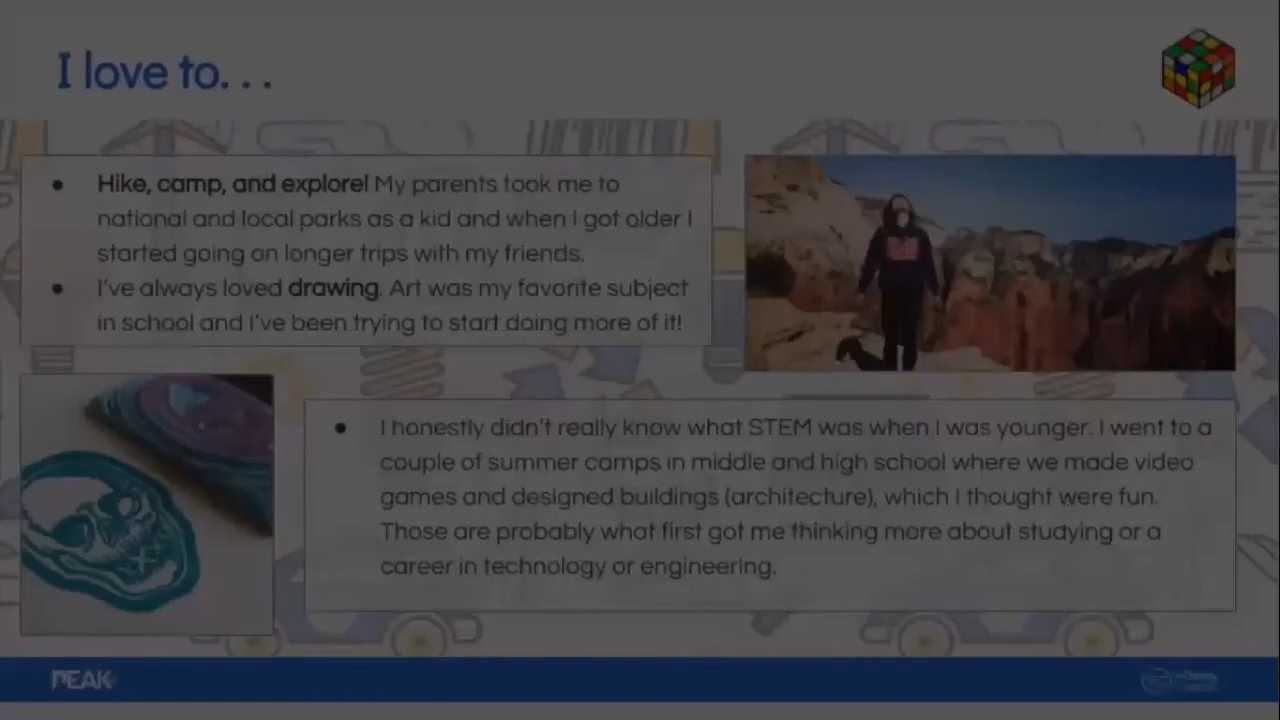 I love to. . .
• Hike, camp, and explore! My parents took me to
national and local parks as a kid and when I got older I
started going on longer trips with my friends.
• I've always loved drawing. Art was my favorite subject
in school and I've been trying to start doing more of it!
• I honestly didn't really know what STEM was when I was younger. I went to a
couple of summer camps in middle and high school where we made video
games and designed buildings (architecture), which I thought were fun.
Those are probably what first got me thinking more about studying or a
career in technology or engineering.
PEAK